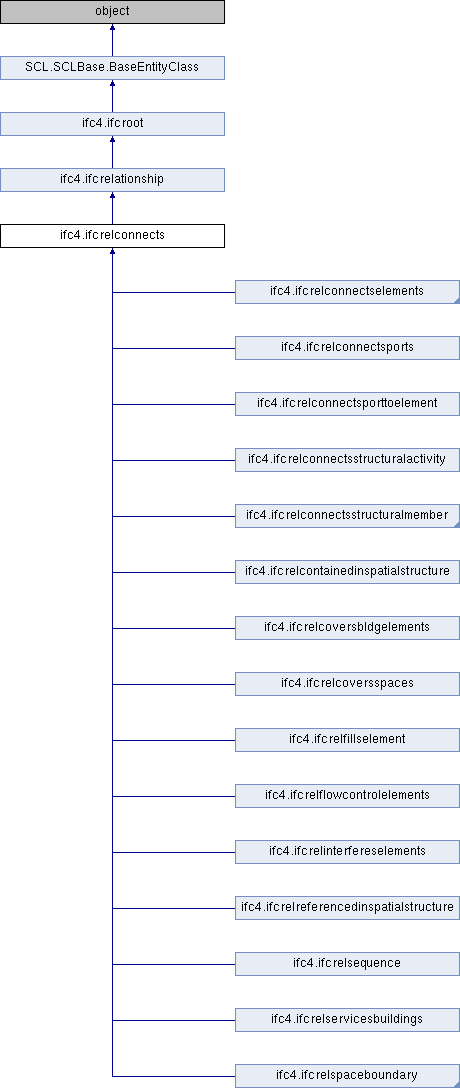 object
SCL.SCLBase.BaseEntityClass
ifc4.ifcroot
ifc4.ifcrelationship
ifc4.ifcrelconnects
ifc4.ifcrelconnectselements
ifc4.ifcrelconnectsports
ifc4.ifcrelconnectsporttoelement
ifc4.ifcrelconnectsstructuralactivity
ifc4.ifcrelconnectsstructuralmember
ifc4.ifcrelcontainedinspatialstructure
ifc4.ifcrelcoversbldgelements
ifc4.ifcrelcoversspaces
ifc4.ifcrelfillselement
ifc4.ifcrelflowcontrolelements
ifc4.ifcrelinterfereselements
ifc4.ifcrelreferencedinspatialstructure
ifc4.ifcrelsequence
ifc4.ifcrelservicesbuildings
ifc4.ifcrelspaceboundary